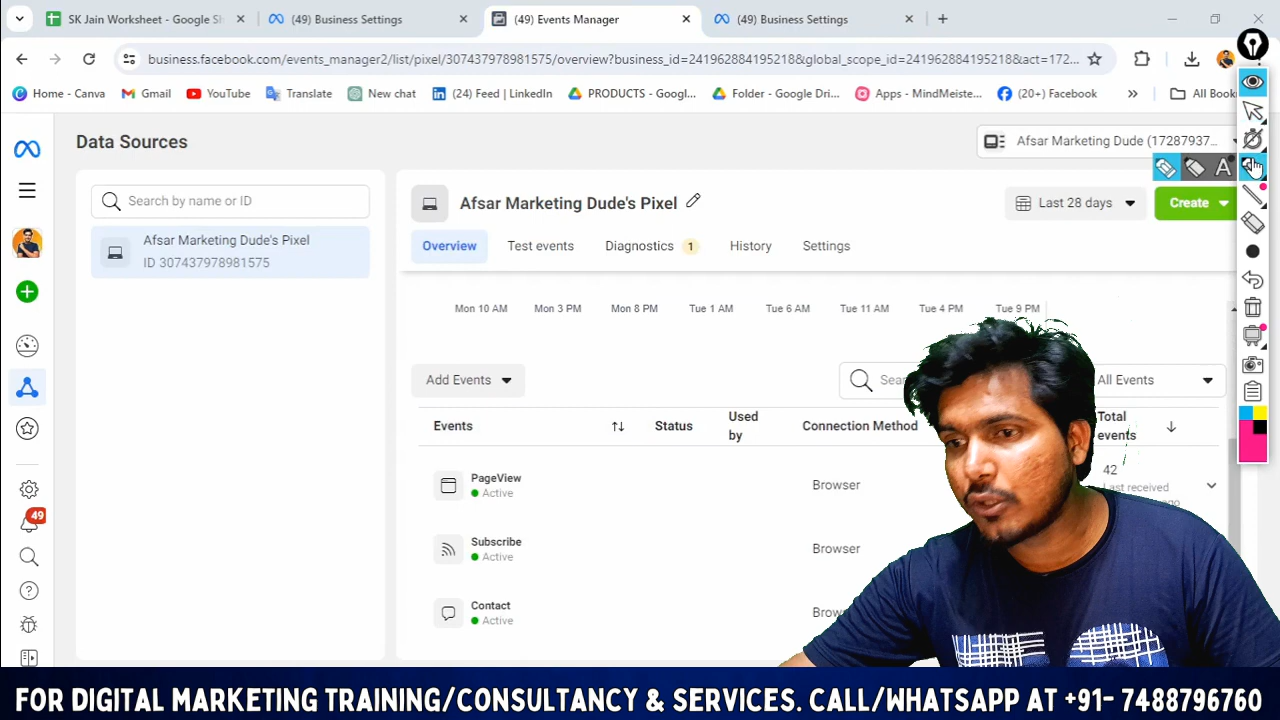 SK Jain Worksheet - Google Sh
(49) Business Settings
(49) Events Manager
(49) Business Settings
business.facebook.com/events_manager2/list/pixel/307437978981575/overview?business_id=241962884195218&global_scope_id=241962884195218&act=172...
Home - Canva
Gmail
YouTube
Translate
New chat
(24) Feed | LinkedIn
PRODUCTS - Googl...
Folder - Google Dri...
Apps - MindMeiste...
(20+) Facebook
All Book
Data Sources
Afsar Marketing Dude (17287937...
Search by name or ID
Afsar Marketing Dude's Pixel
ID 307437978981575
Afsar Marketing Dude's Pixel
Last 28 days
Create
Overview
Test events
Diagnostics 1
History
Settings
Mon 10 AM Mon 3 PM Mon 8 PM Tue 1 AM Tue 6 AM Tue 11 AM Tue 4 PM Tue 9 PM
Add Events
All Events
Events
Status
Used
by
Connection Method
Total
events
PageView
Active
Browser
42
Last received
Subscribe
Active
Browser
Contact
Active
49
A
FOR DIGITAL MARKETING TRAINING/CONSULTANCY & SERVICES. CALL/WHATSAPP AT +91- 7488796760